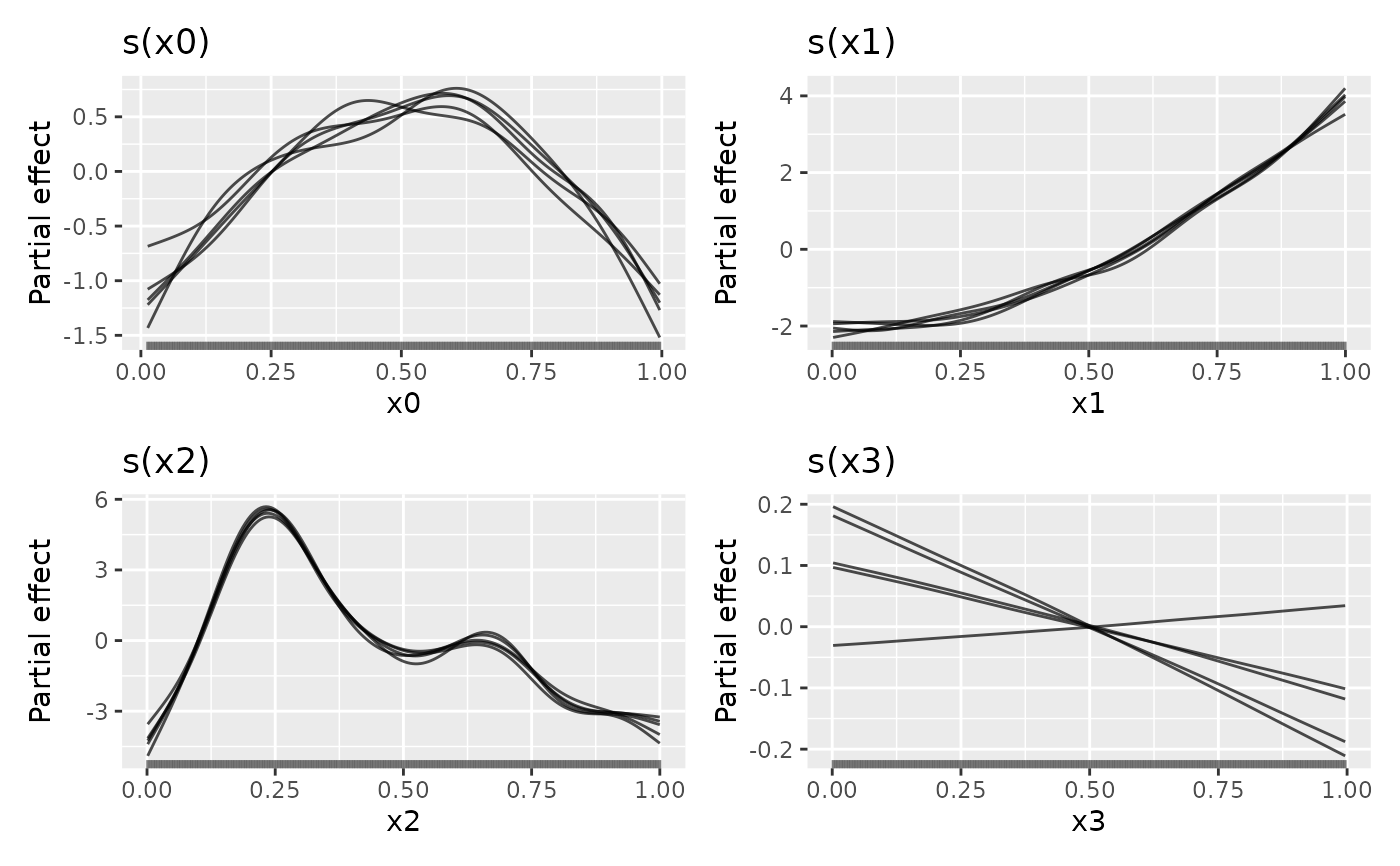 s(x0)
Partial effect
0.5
0.0
-0.5
-1.0
-1.5
0.00 0.25 0.50 0.75 1.00
x0
s(x1)
Partial effect
4
2
0
-2
0.00 0.25 0.50 0.75 1.00
x1
s(x2)
Partial effect
6
3
0
-3
0.00 0.25 0.50 0.75 1.00
x2
s(x3)
Partial effect
0.2
0.1
0.0
-0.1
-0.2
0.00 0.25 0.50 0.75 1.00
x3